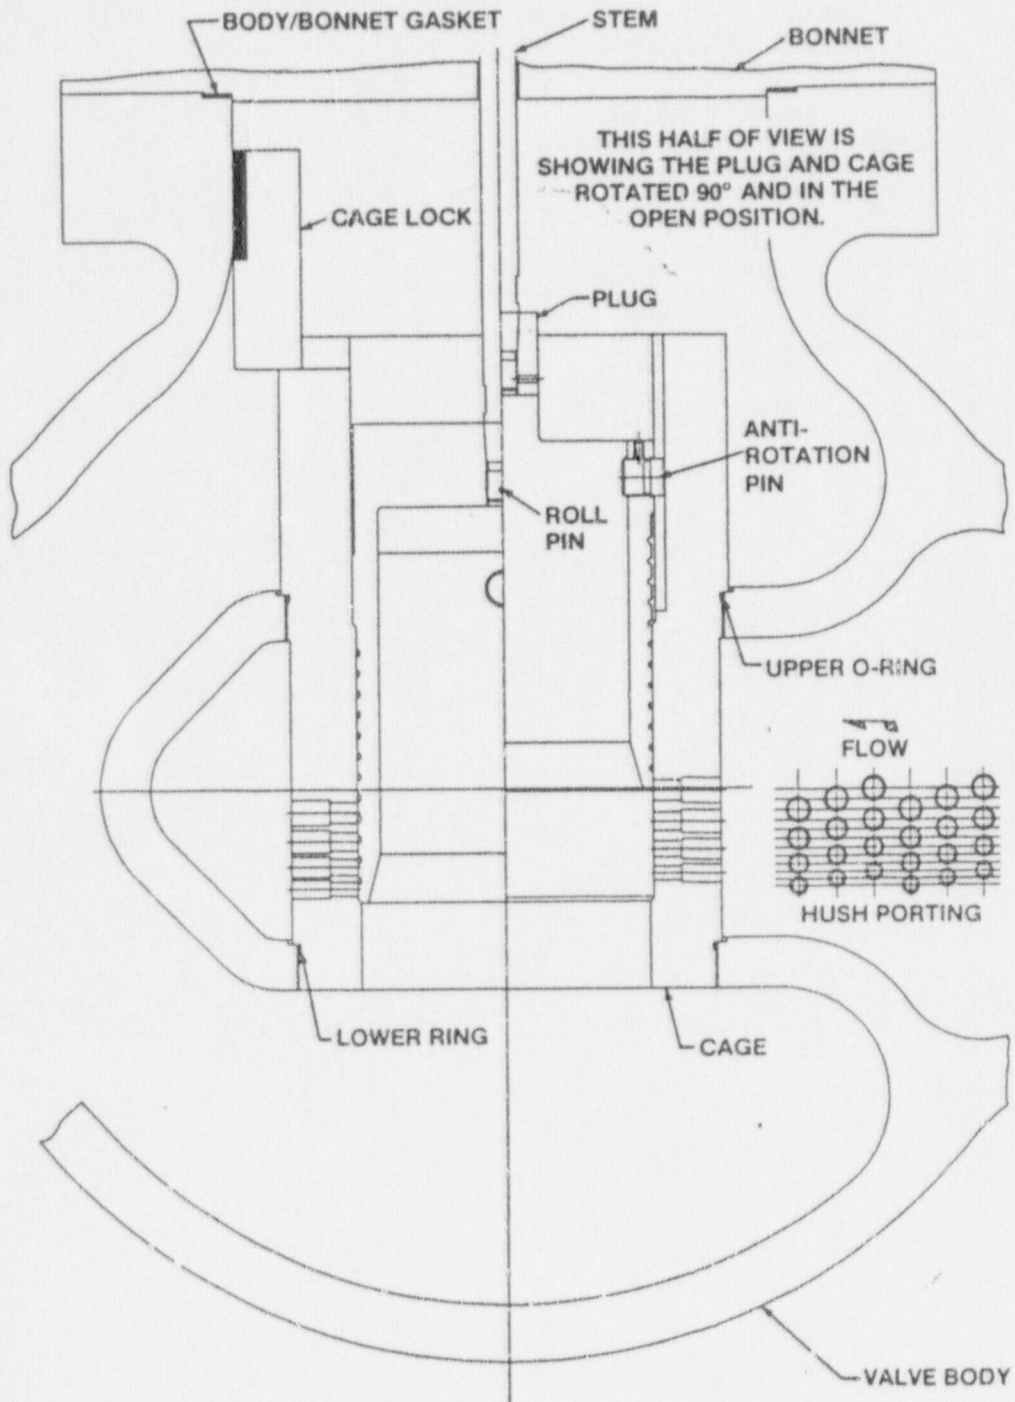 BODY/BONNET GASKET
STEM
BONNET
THIS HALF OF VIEW IS
SHOWING THE PLUG AND CAGE
ROTATED 90° AND IN THE
OPEN POSITION.
CAGE LOCK
PLUG
ANTI-
ROTATION
PIN
ROLL
PIN
UPPER O-RING
FLOW
HUSH PORTING
LOWER RING
CAGE
VALVE BODY